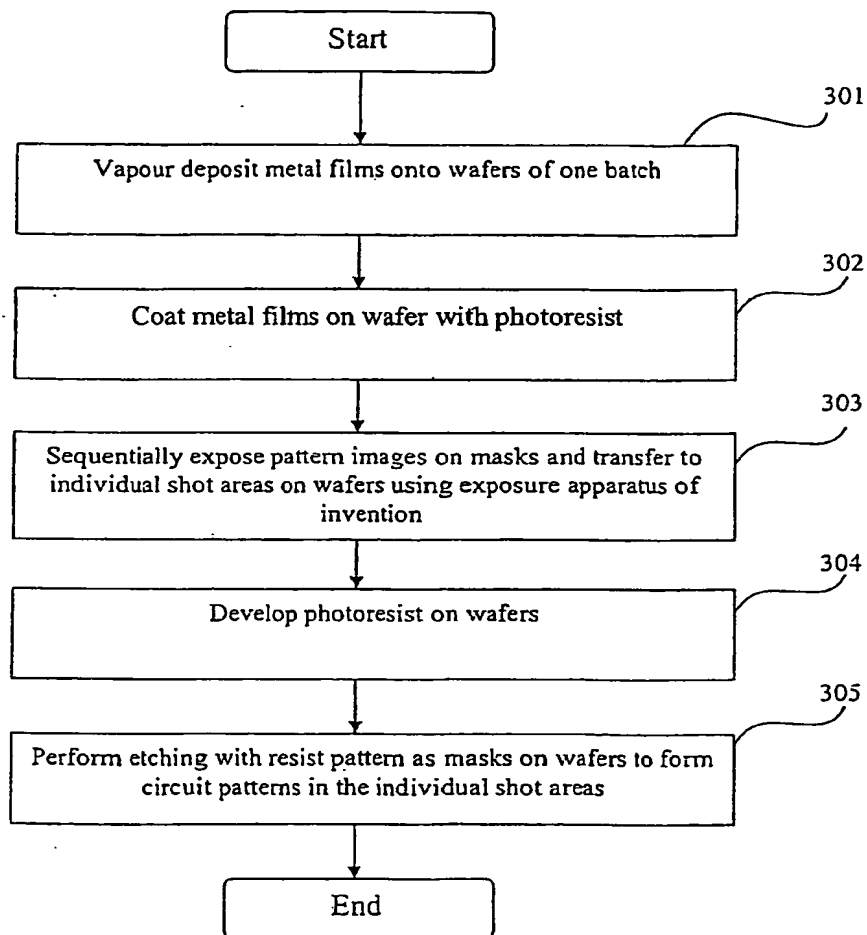 Start
301
Vapour deposit metal films onto wafers of one batch
302
Coat metal films on wafer with photoresist
303
Sequentially expose pattern images on masks and transfer to
individual shot areas on wafers using exposure apparatus of
invention
304
Develop photoresist on wafers
305
Perform etching with resist pattern as masks on wafers to form
circuit patterns in the individual shot areas
End